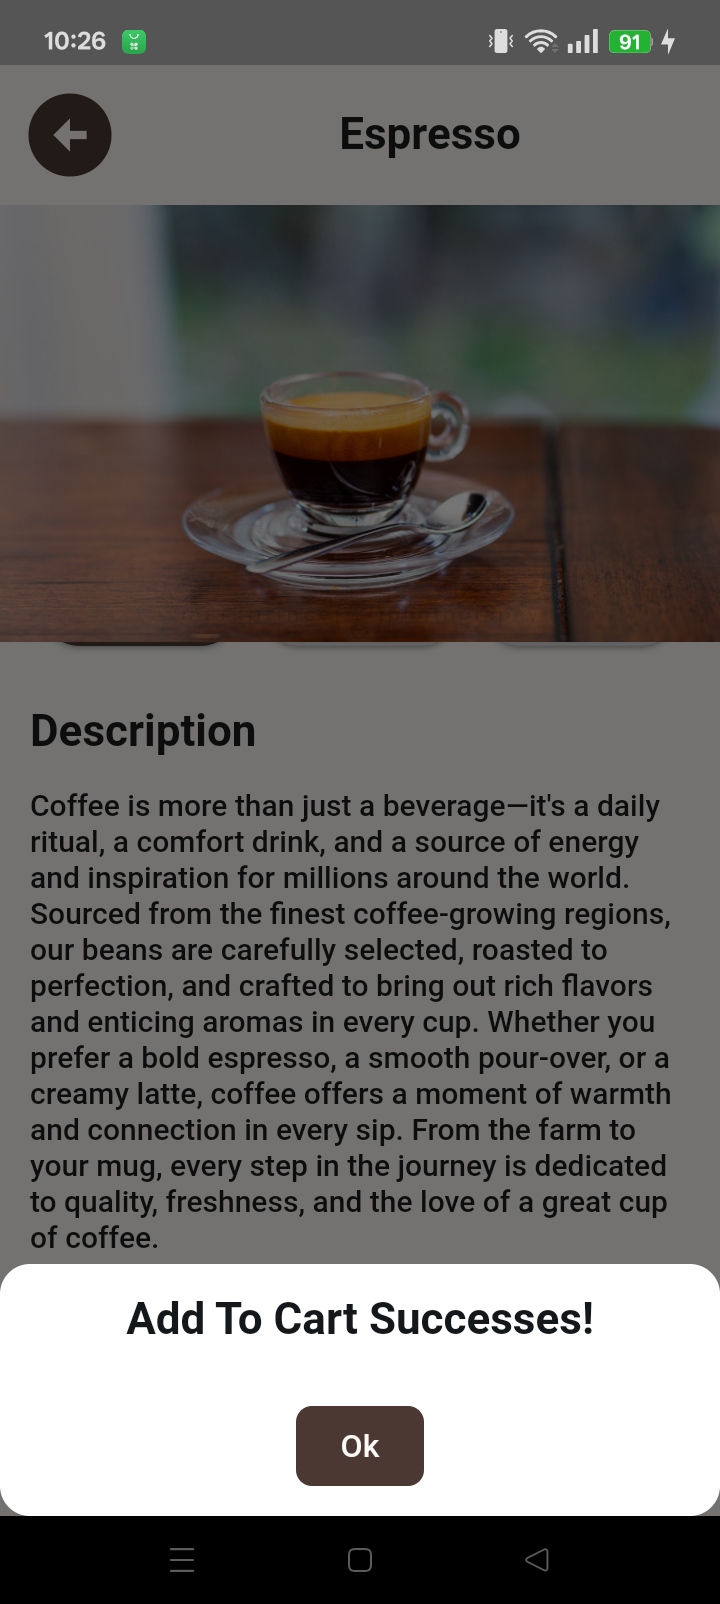 10:26
91
Espresso
Description
Coffee is more than just a beverage—it's a daily
ritual, a comfort drink, and a source of energy
and inspiration for millions around the world.
Sourced from the finest coffee-growing regions,
our beans are carefully selected, roasted to
perfection, and crafted to bring out rich flavors
and enticing aromas in every cup. Whether you
prefer a bold espresso, a smooth pour-over, or a
creamy latte, coffee offers a moment of warmth
and connection in every sip. From the farm to
your mug, every step in the journey is dedicated
to quality, freshness, and the love of a great cup
of coffee.
Add To Cart Successes!
Ok